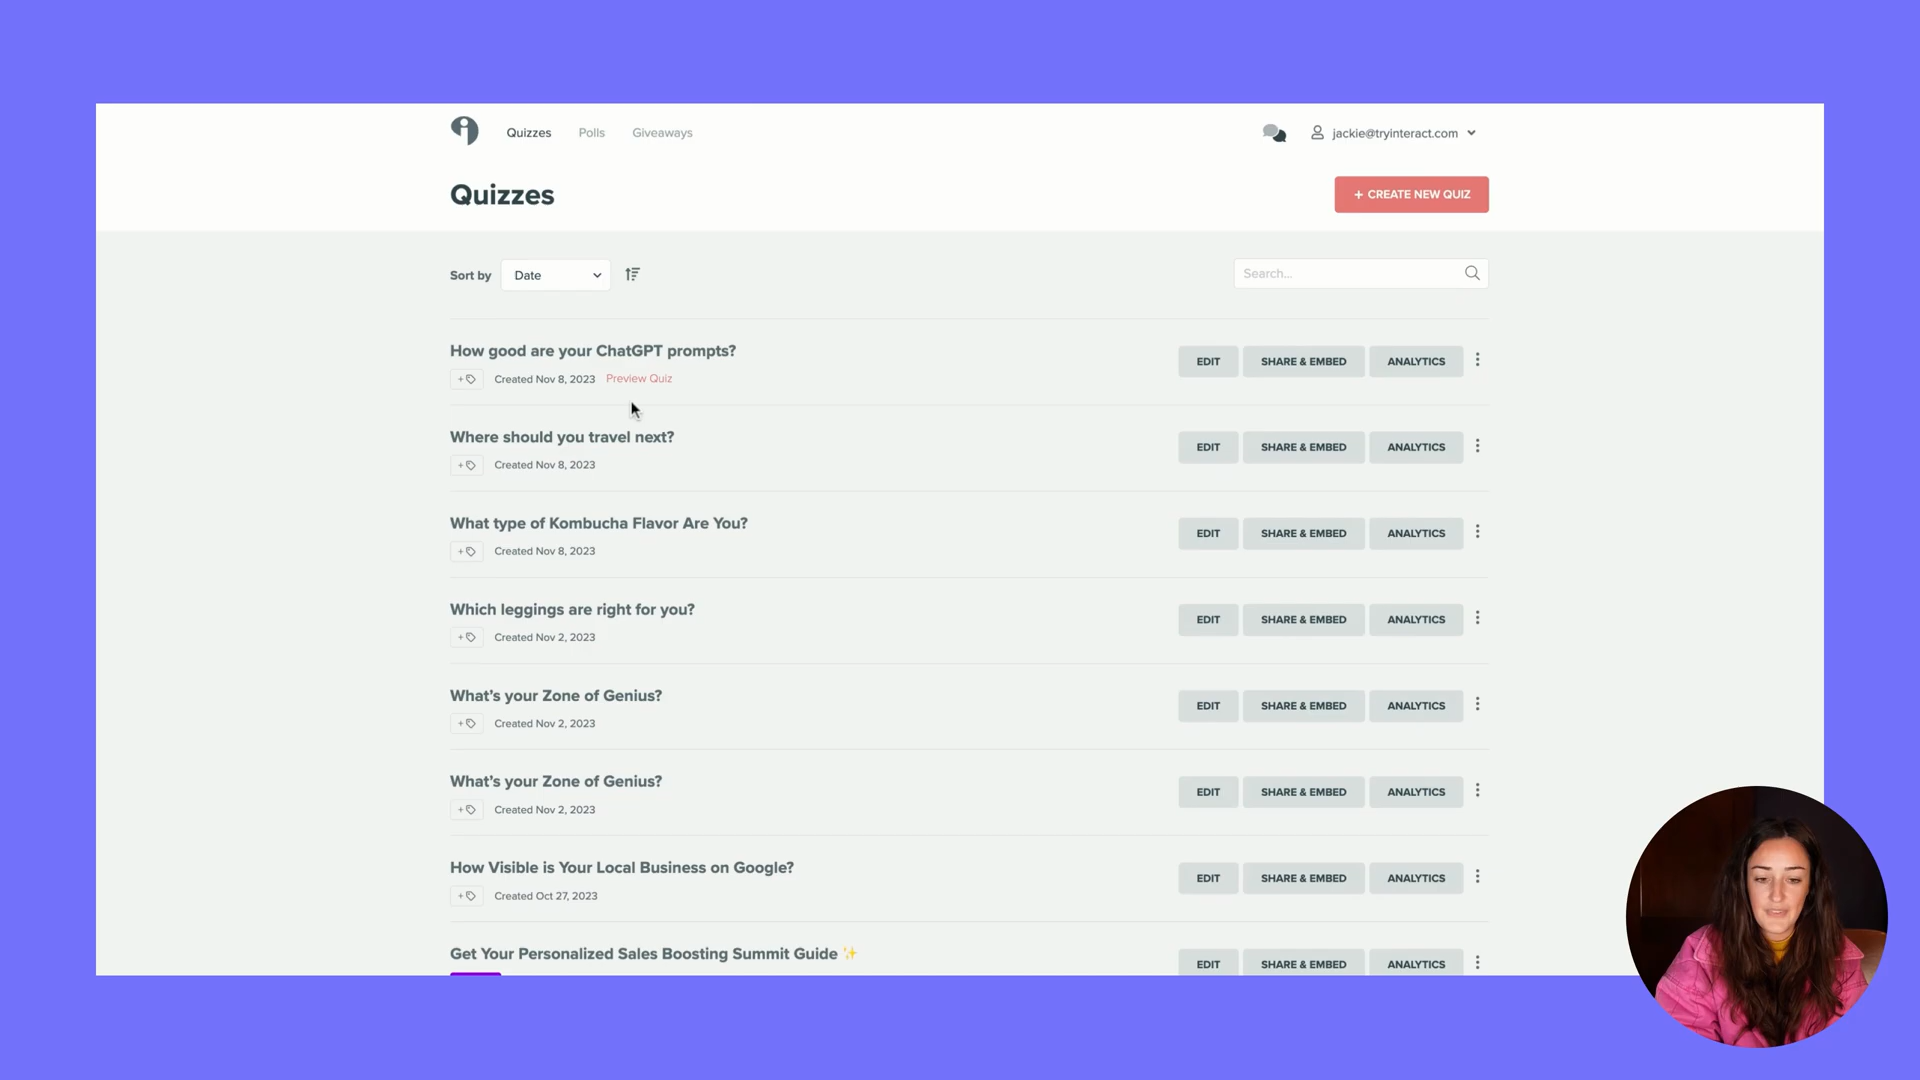 Quizzes Polls Giveaways jackie@tryinteract.com
Quizzes + CREATE NEW QUIZ
Sort by Date Search...
How good are your ChatGPT prompts?
EDIT SHARE & EMBED ANALYTICS
+ Created Nov 8, 2023 Preview Quiz
Where should you travel next?
EDIT SHARE & EMBED ANALYTICS
+ Created Nov 8, 2023
What type of Kombucha Flavor Are You?
EDIT SHARE & EMBED ANALYTICS
+ Created Nov 8, 2023
Which leggings are right for you?
EDIT SHARE & EMBED ANALYTICS
+ Created Nov 2, 2023
What's your Zone of Genius?
EDIT SHARE & EMBED ANALYTICS
+ Created Nov 2, 2023
What's your Zone of Genius?
EDIT SHARE & EMBED ANALYTICS
+ Created Nov 2, 2023
How Visible is Your Local Business on Google?
EDIT SHARE & EMBED ANALYTICS
+ Created Oct 27, 2023
Get Your Personalized Sales Boosting Summit Guide ✨
EDIT SHARE & EMBED ANALYTICS